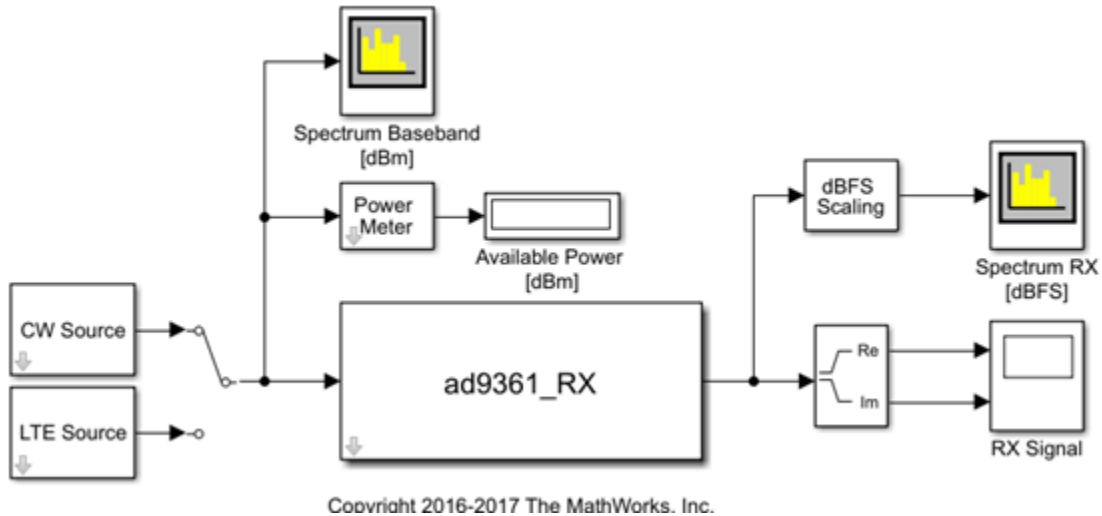 Spectrum Baseband
[dBm]
Power
Meter
Available Power
[dBm]
dBFS
Scaling
Spectrum RX
[dBFS]
CW Source
LTE Source
ad9361_RX
Re
Im
RX Signal
Copyright 2016-2017 The MathWorks, Inc.